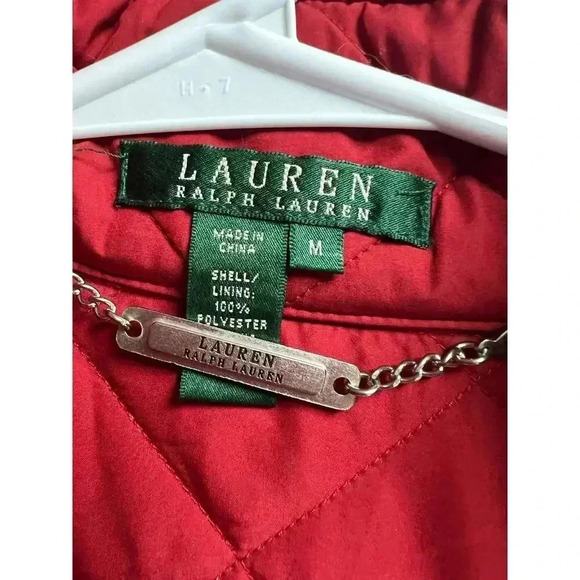 H.7
LAUREN
RALPH LAUREN
MADE IN
CHINA
M
SHELL/
LINING:
100%
POLYESTER
LAUREN
RALPH LAUREN